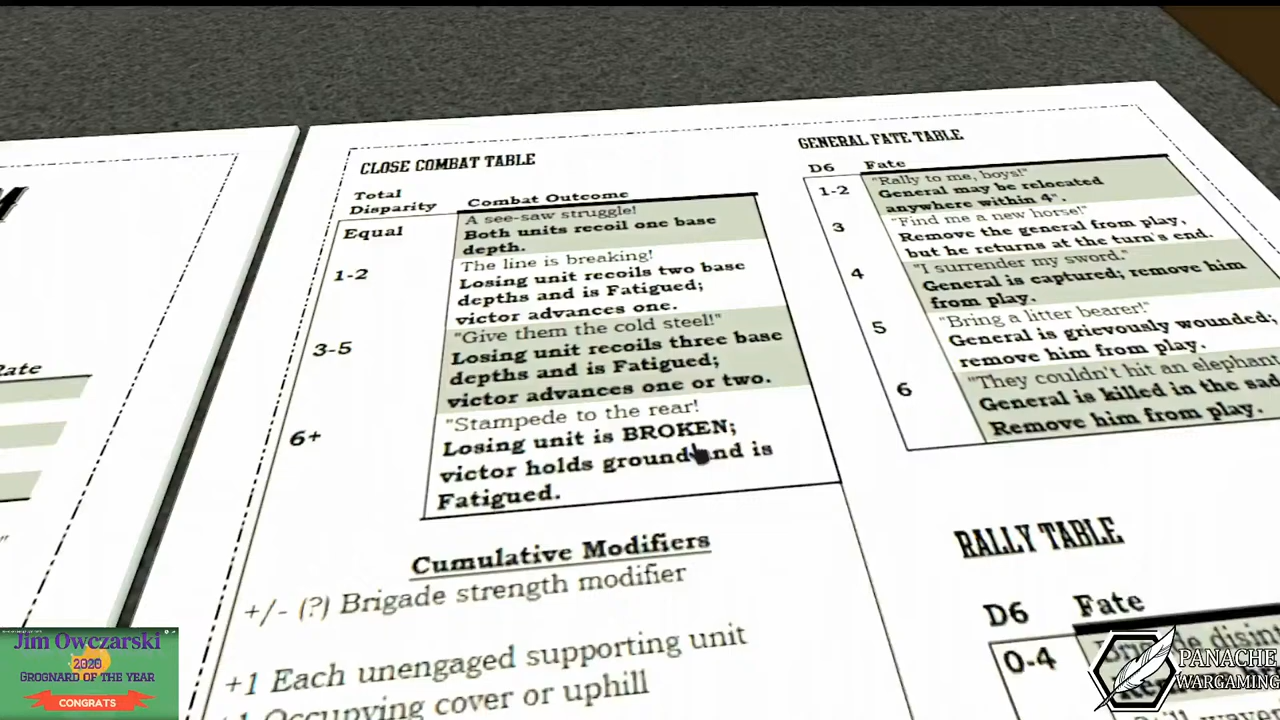 CLOSE COMBAT TABLE
Total Disparity
Combat Outcome
Equal
A see-saw struggle!
Both units recoil one base
depth.
1-2
The line is breaking!
Losing unit recoils two base
depths and is Fatigued;
victor advances one.
3-5
"Give them the cold steel!"
Losing unit recoils three base
depths and is Fatigued;
victor advances one or two.
6+
"Stampede to the rear!
Losing unit is BROKEN;
victor holds ground and is
Fatigued.
Cumulative Modifiers
+/- (?) Brigade strength modifier
+1 Each unengaged supporting unit
Occupying cover or uphill
GENERAL FATE TABLE
D6
Fate
1-2
"Rally to me, boys!"
General may be relocated
anywhere within 4".
3
"Find me a new horse!"
Remove the general from play,
but he returns at the turn's end.
4
"I surrender my sword."
General is captured; remove him
from play.
5
"Bring a litter bearer!"
General is grievously wounded;
remove him from play.
6
"They couldn't hit an elephant
General is killed in the
Remove him from play.
RALLY TABLE
D6
Fate
0-4
Jim Owczarski
2020
GROGNARD OF THE YEAR
CONGRATS
PANACHE
WARGAMING